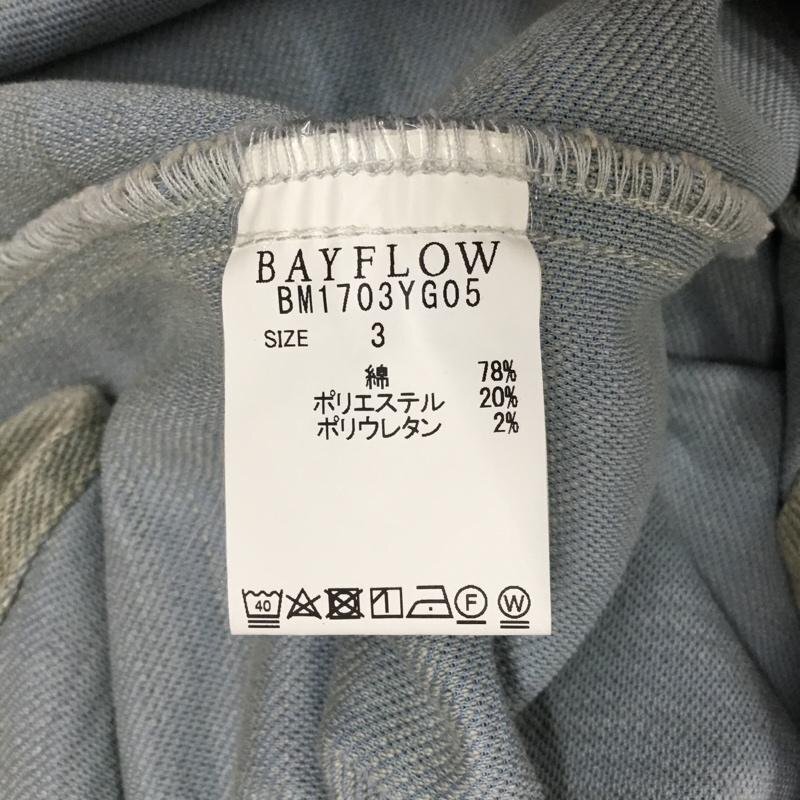 BAYFLOW
BM1703YG05
SIZE 3
綿 78%
ポリエステル 20%
ポリウレタン 2%
40 F W